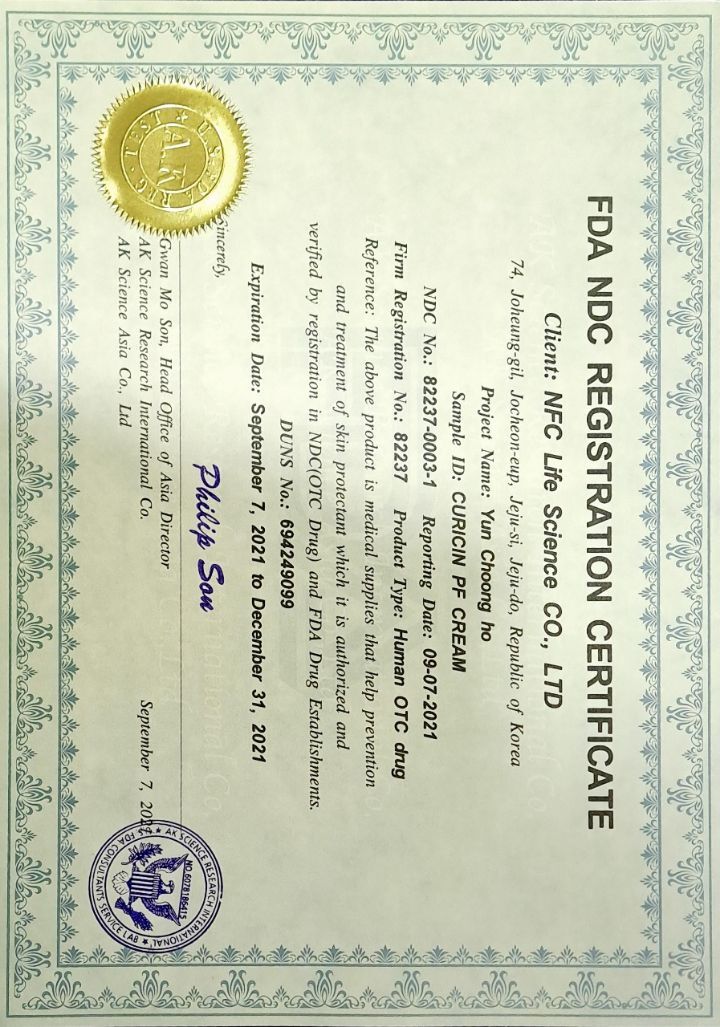 FDA NDC REGISTRATION CERTIFICATE
Client: NFC Life Science CO., LTD
74, Joheung-gil, Jocheon-eup, Jeju-si, Jeju-do, Republic of Korea
Project Name: Yun Choong ho
Sample ID: CURICIN PF CREAM
NDC No.: 82237-0003-1 Reporting Date: 09-07-2021
Firm Registration No.: 82237 Product Type: Human OTC drug
Reference: The above product is medical supplies that help prevention
and treatment of skin protectant which it is authorized and
verified by registration in NDC(OTC Drug) and FDA Drug Establishments.
DUNS No.: 694249099
Expiration Date: September 7, 2021 to December 31, 2021
Sincerely,
Philip Son
Gwan Mo Son, Head Office of Asia Director
September 7, 2021
AK Science Research International Co.
AK Science Asia Co., Ltd
A.K
TEST
U.S.
REG.
AK SCIENCE RESEARCH INTERNATIONAL
NO.6078186415
FDA CONSULTANTS SERVICE LAB